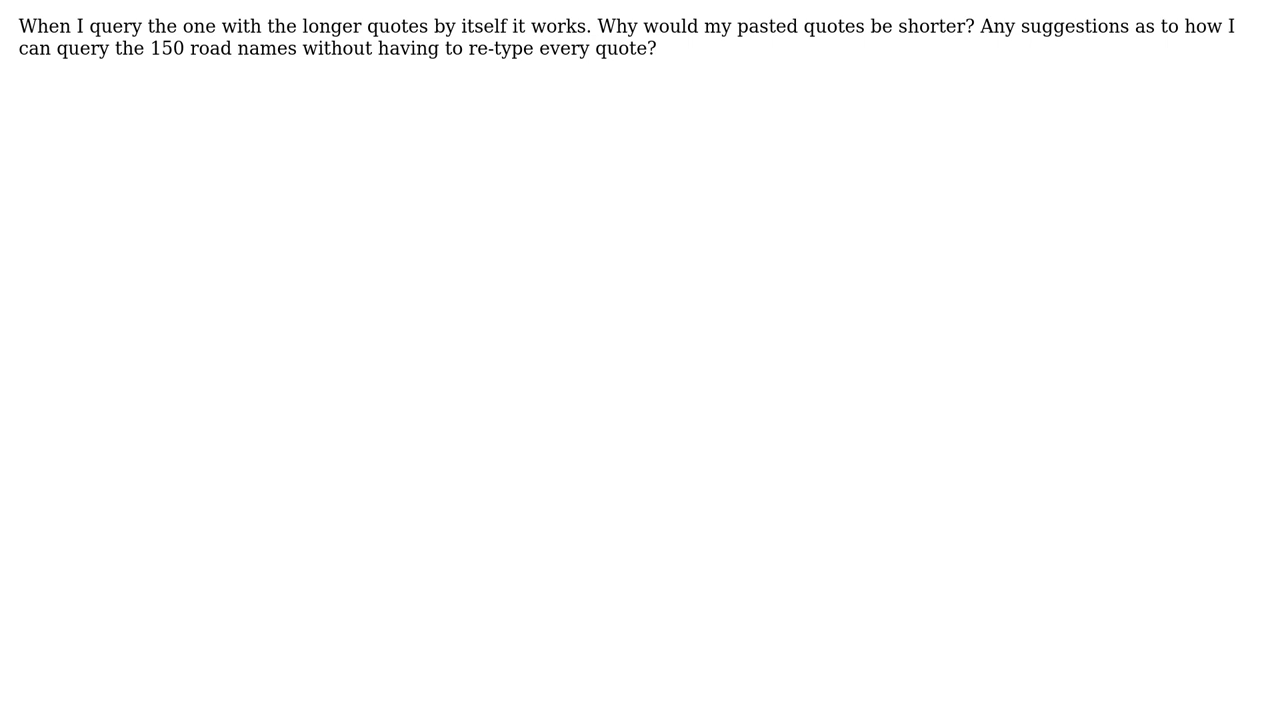 When I query the one with the longer quotes by itself it works. Why would my pasted quotes be shorter? Any suggestions as to how I
can query the 150 road names without having to re-type every quote?